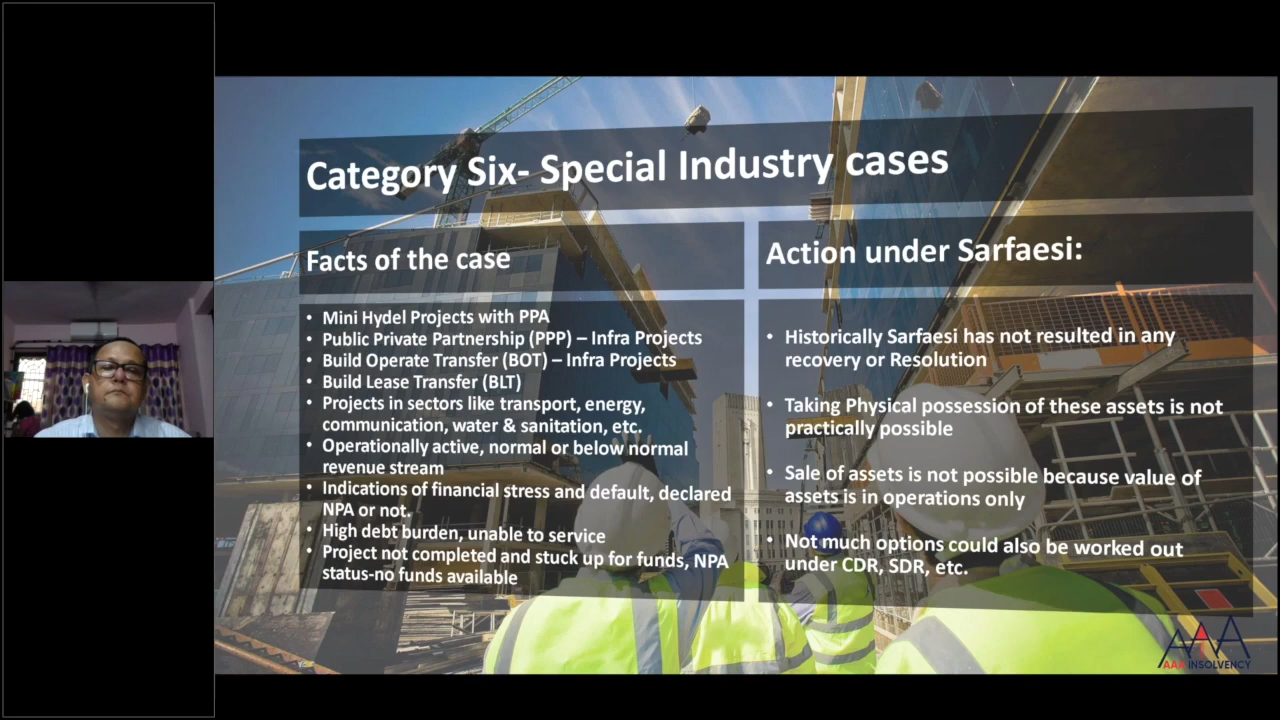 Category Six- Special Industry cases
Facts of the case
• Mini Hydel Projects with PPA
• Public Private Partnership (PPP) – Infra Projects
• Build Operate Transfer (BOT) – Infra Projects
• Build Lease Transfer (BLT)
• Projects in sectors like transport, energy,
communication, water & sanitation, etc.
• Operationally active, normal or below normal
revenue stream
• Indications of financial stress and default, declared
NPA or not.
• High debt burden, unable to service
• Project not completed and stuck up for funds, NPA
status-no funds available
Action under Sarfaesi:
• Historically Sarfaesi has not resulted in any
recovery or Resolution
• Taking Physical possession of these assets is not
practically possible
• Sale of assets is not possible because value of
assets is in operations only
• Not much options could also be worked out
under CDR, SDR, etc.
AAA INSOLVENCY